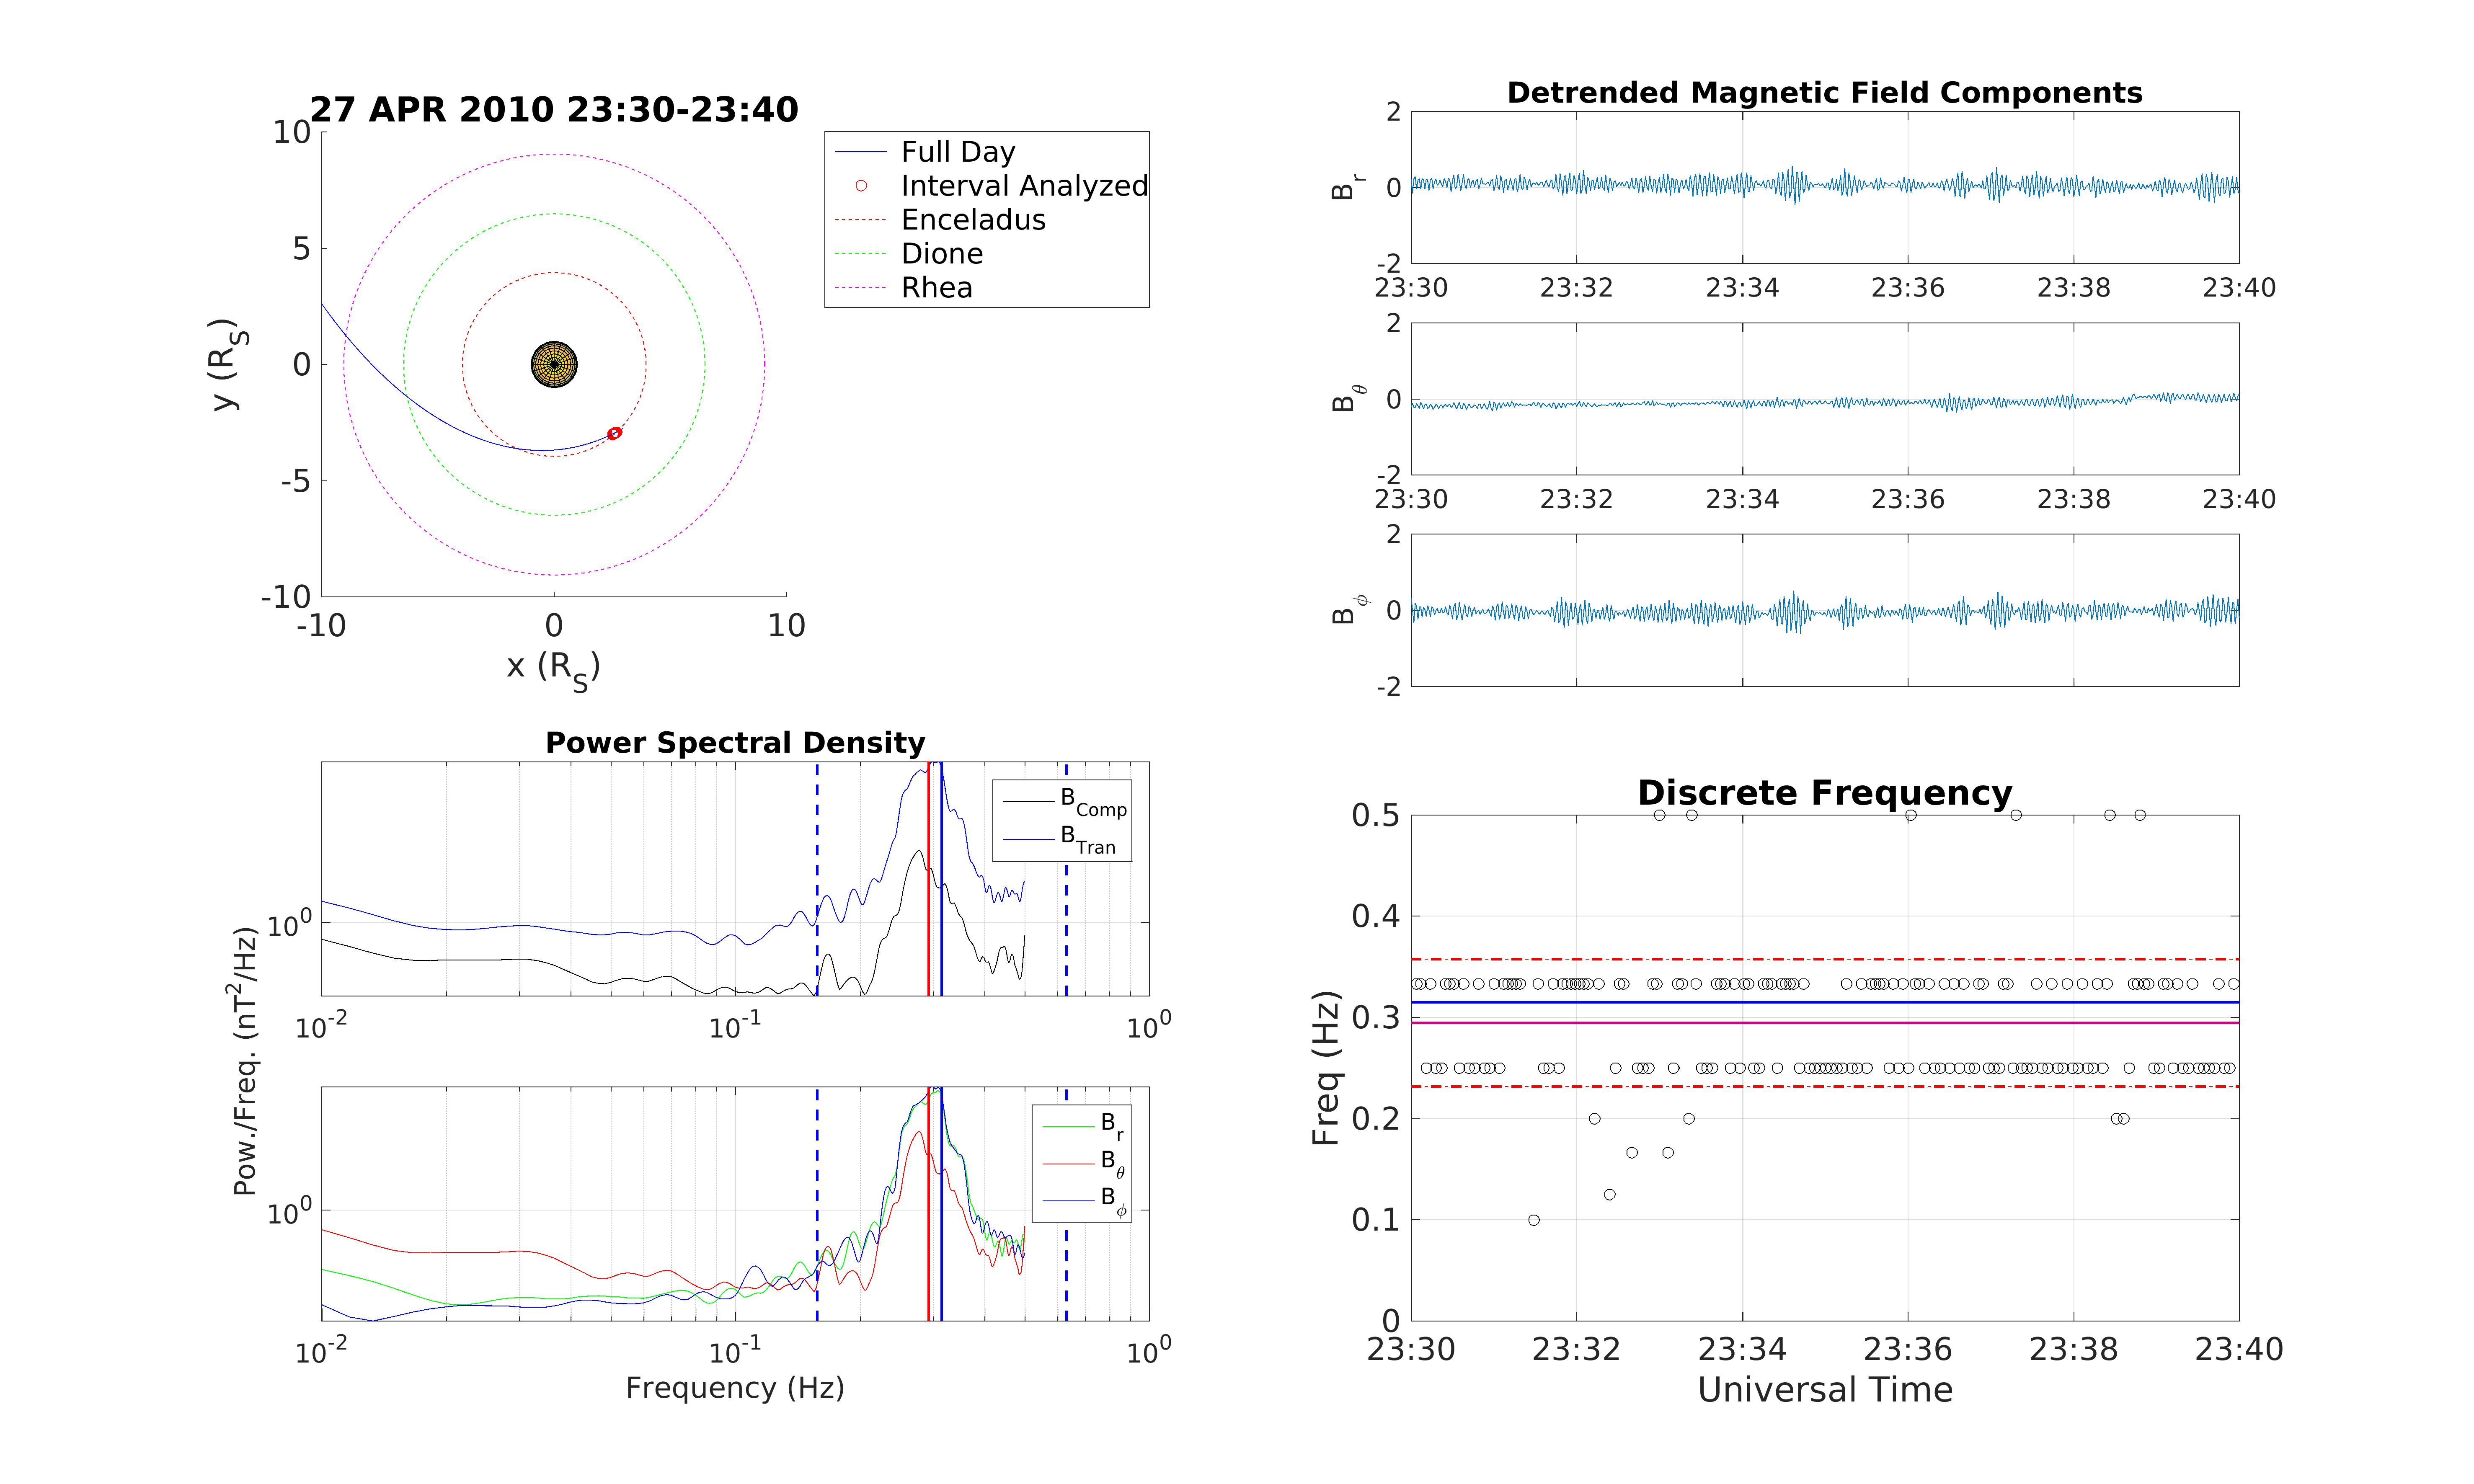 27 APR 2010 23:30-23:40
10
5
0
-5
-10
-10 0 10
y (R_S)
x (R_S)
Full Day
Interval Analyzed
Enceladus
Dione
Rhea
Detrended Magnetic Field Components
2
0
-2
B_r
23:30 23:32 23:34 23:36 23:38 23:40
2
0
-2
B_θ
23:30 23:32 23:34 23:36 23:38 23:40
2
0
-2
B_ϕ
Power Spectral Density
10^0
B_Comp
B_Tran
10^-2 10^-1 10^0
Pow./Freq. (nT^2/Hz)
10^0
B_r
B_θ
B_ϕ
10^-2 10^-1 10^0
Frequency (Hz)
Discrete Frequency
0.5
0.4
0.3
0.2
0.1
0
Freq (Hz)
23:30 23:32 23:34 23:36 23:38 23:40
Universal Time